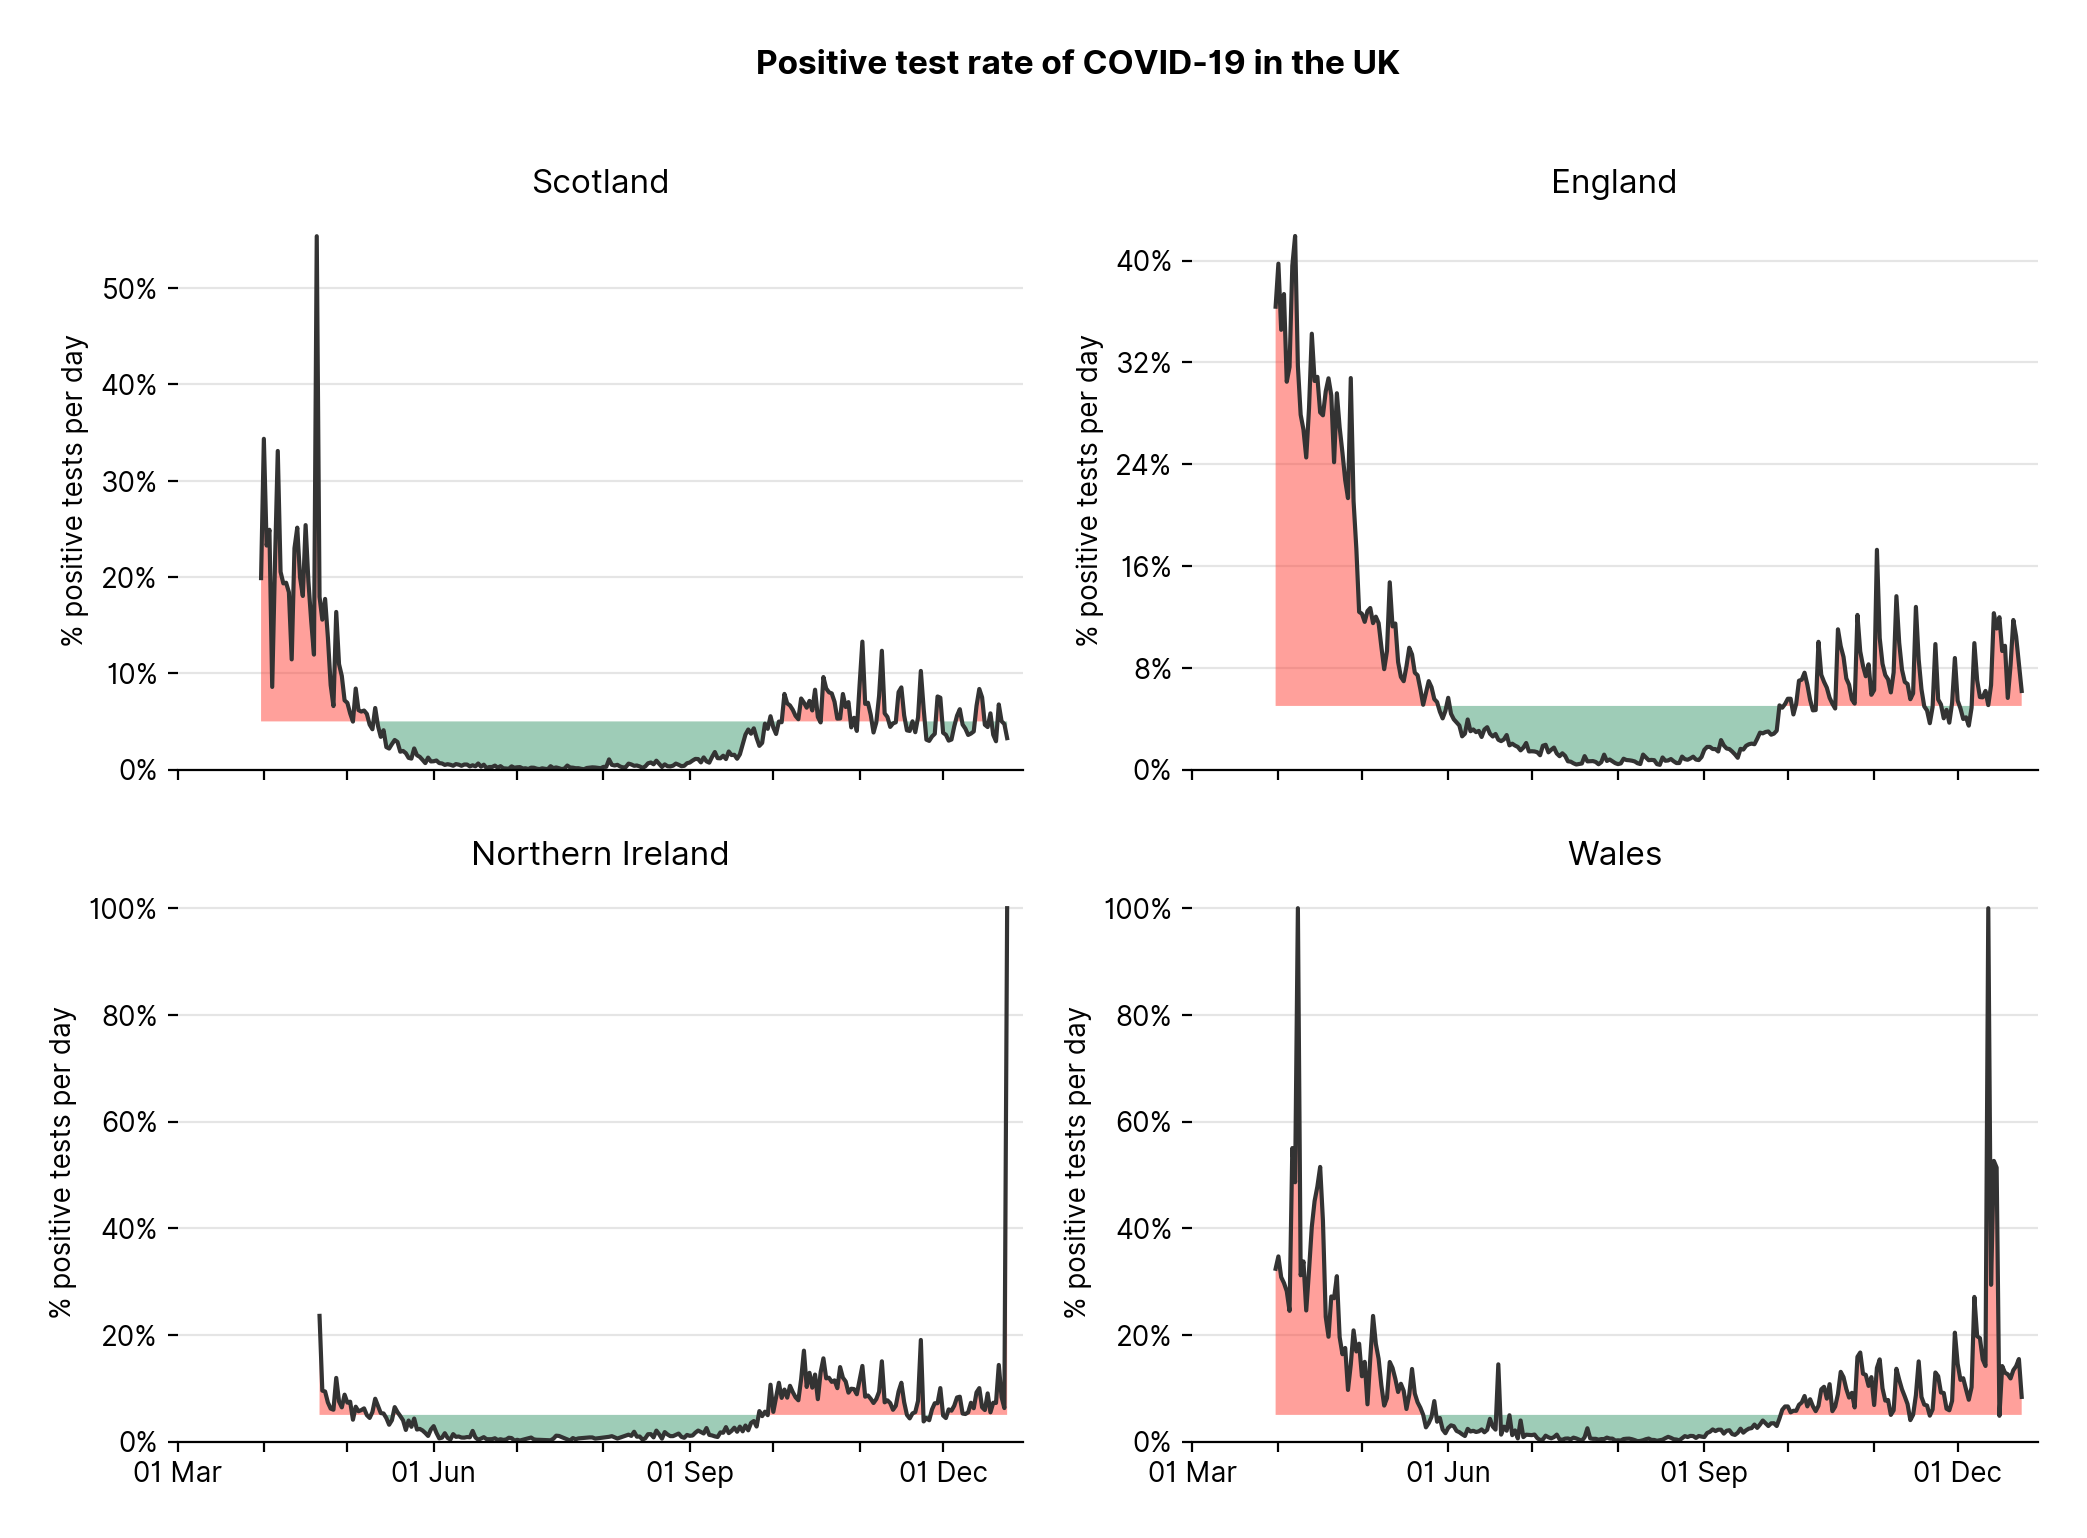 Positive test rate of COVID-19 in the UK
Scotland
% positive tests per day
50%
40%
30%
20%
10%
0%
England
% positive tests per day
40%
32%
24%
16%
8%
0%
Northern Ireland
% positive tests per day
100%
80%
60%
40%
20%
0%
01 Mar
01 Jun
01 Sep
01 Dec
Wales
% positive tests per day
100%
80%
60%
40%
20%
0%
01 Mar
01 Jun
01 Sep
01 Dec